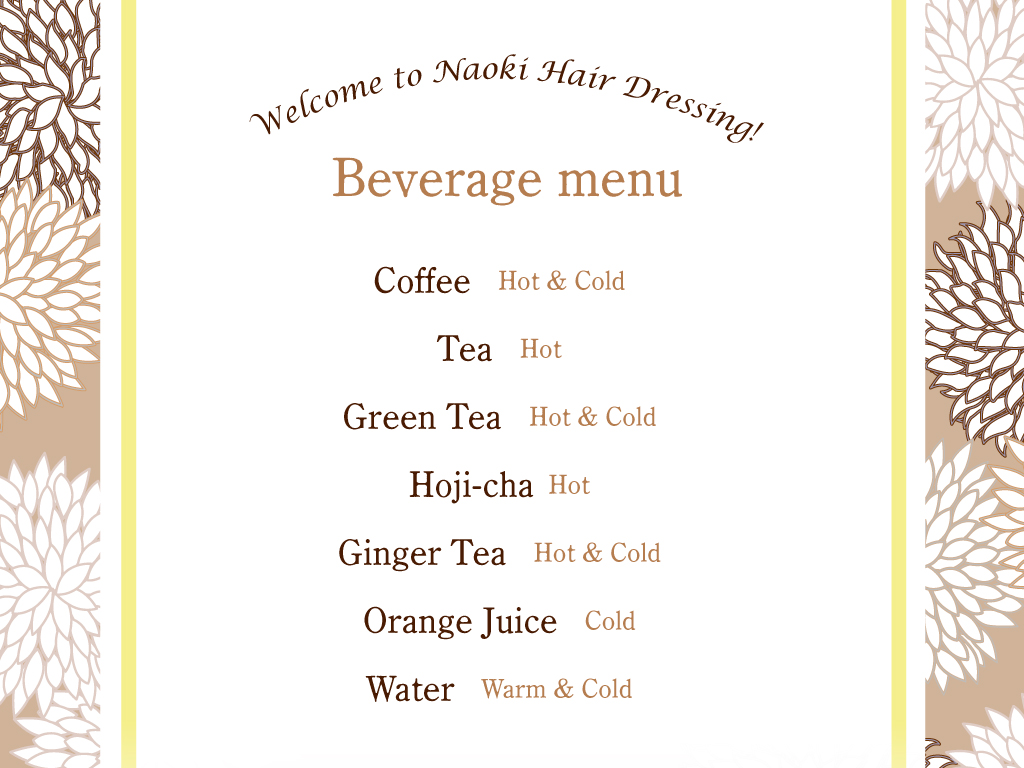 Welcome to Naoki Hair Dressing!
Beverage menu
Coffee Hot & Cold
Tea Hot
Green Tea Hot & Cold
Hoji-cha Hot
Ginger Tea Hot & Cold
Orange Juice Cold
Water Warm & Cold